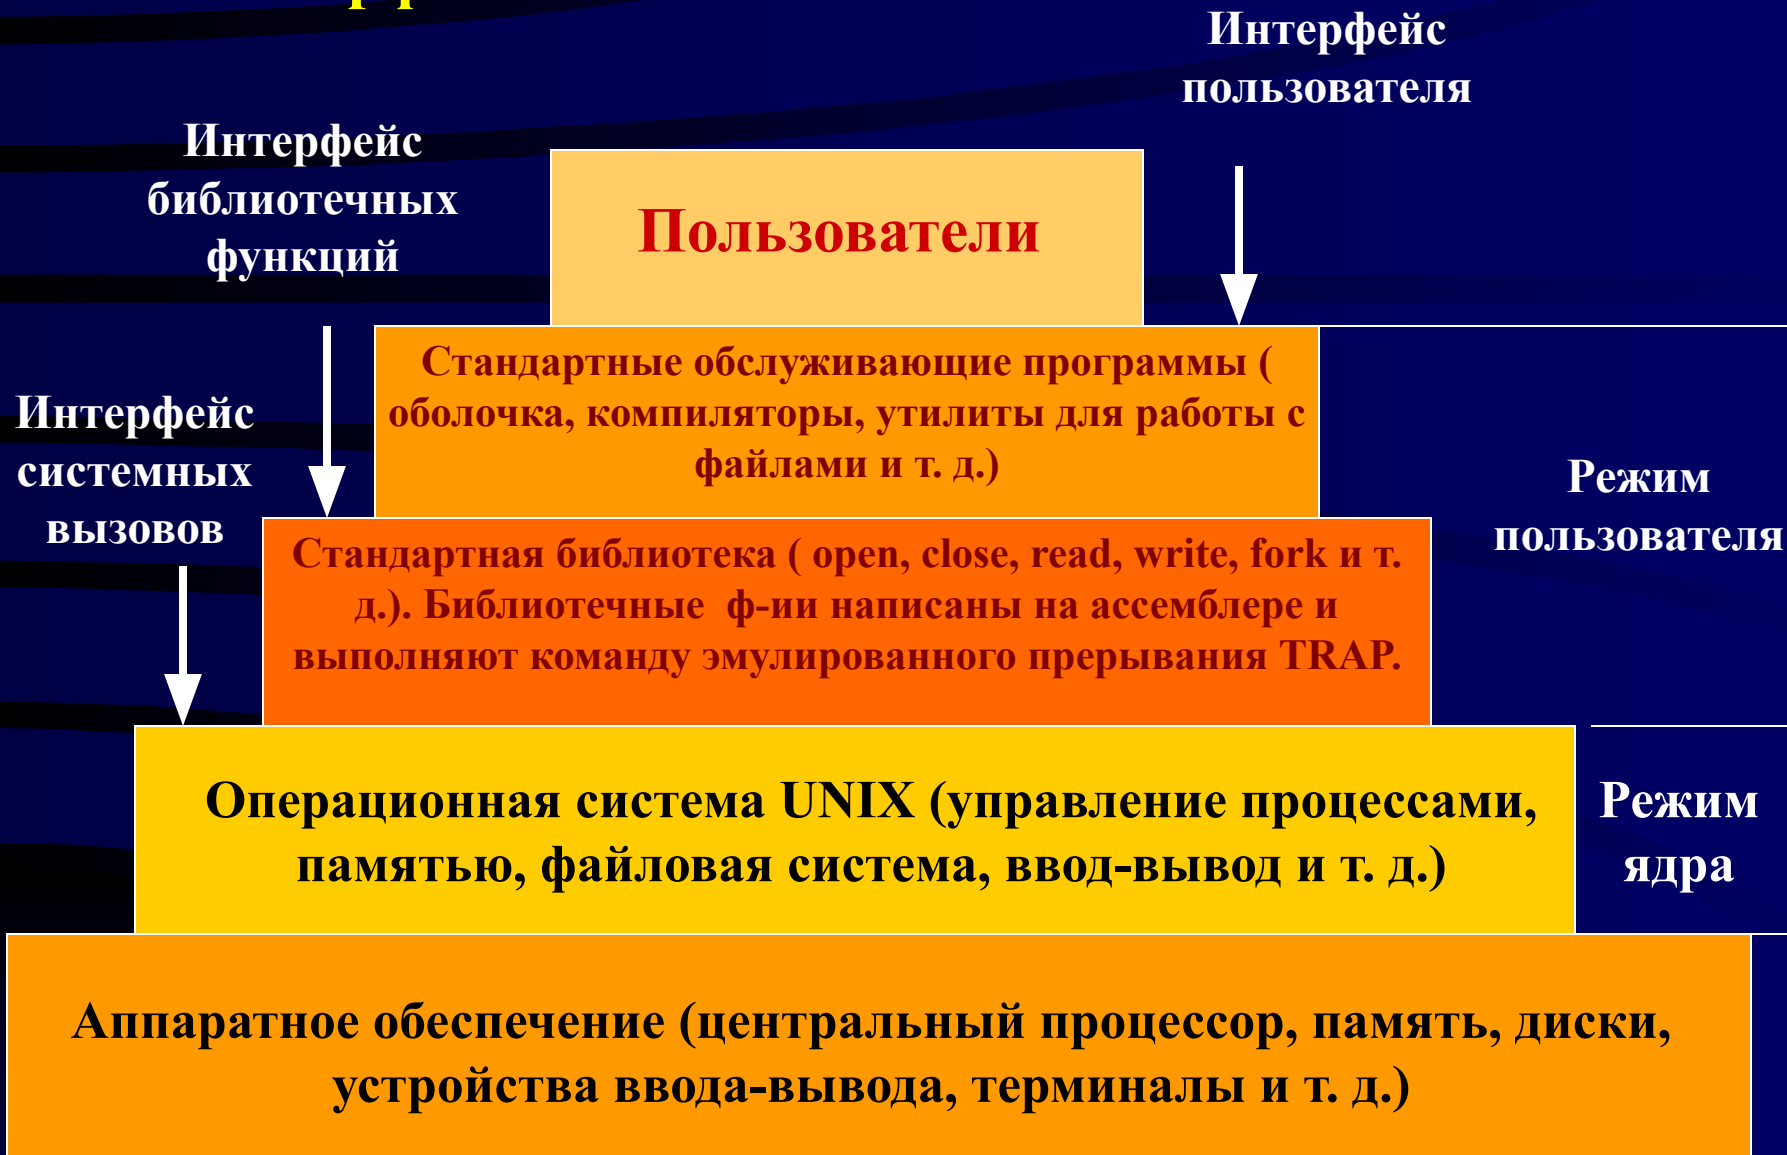 Интерфейс
пользователя
Интерфейс
библиотечных
функций
Пользователи
Стандартные обслуживающие программы (
оболочка, компиляторы, утилиты для работы с
файлами и т. д.)
Интерфейс
системных
вызовов
Режим
пользователя
Стандартная библиотека ( open, close, read, write, fork и т.
д.). Библиотечные ф-ии написаны на ассемблере и
выполняют команду эмулированного прерывания TRAP.
Операционная система UNIX (управление процессами,
памятью, файловая система, ввод-вывод и т. д.)
Режим
ядра
Аппаратное обеспечение (центральный процессор, память, диски,
устройства ввода-вывода, терминалы и т. д.)